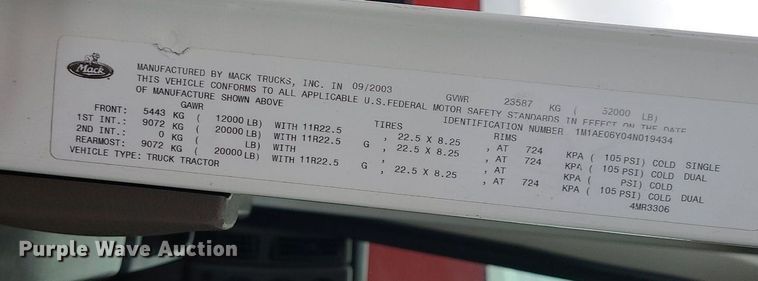 Mack
MANUFACTURED BY MACK TRUCKS, INC. IN 09/2003 GVWR 23587 KG ( 52000 LB)
THIS VEHICLE CONFORMS TO ALL APPLICABLE U.S.FEDERAL MOTOR SAFETY STANDARDS IN EFFECT ON THE DATE
OF MANUFACTURE SHOWN ABOVE IDENTIFICATION NUMBER 1M1AE06Y04N019434
GAWR TIRES RIMS
FRONT: 5443 KG ( 12000 LB) WITH 11R22.5 G , 22.5 X 8.25 , AT 724 KPA ( 105 PSI) COLD SINGLE
1ST INT.: 9072 KG ( 20000 LB) WITH 11R22.5 G , 22.5 X 8.25 , AT 724 KPA ( 105 PSI) COLD DUAL
2ND INT.: 0 KG ( LB) WITH , , AT KPA ( PSI) COLD
REARMOST: 9072 KG ( 20000 LB) WITH 11R22.5 G , 22.5 X 8.25 , AT 724 KPA ( 105 PSI) COLD DUAL
VEHICLE TYPE: TRUCK TRACTOR 4MR3306
Purple Wave Auction